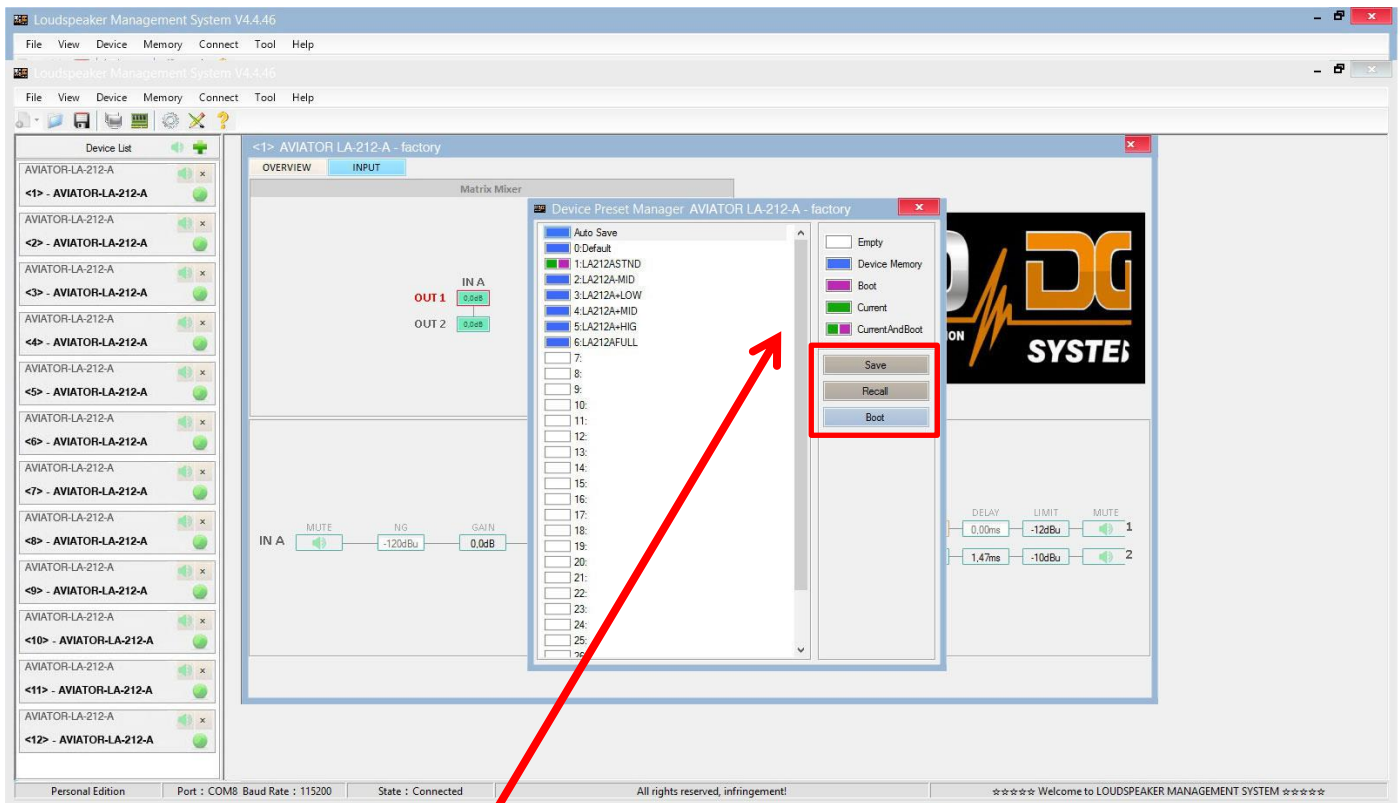 Loudspeaker Management System V4.4.46
File View Device Memory Connect Tool Help
Loudspeaker Management System V4.4.46
File View Device Memory Connect Tool Help
Device List
AVIATOR-LA-212-A
<1> - AVIATOR-LA-212-A
AVIATOR-LA-212-A
<2> - AVIATOR-LA-212-A
AVIATOR-LA-212-A
<3> - AVIATOR-LA-212-A
AVIATOR-LA-212-A
<4> - AVIATOR-LA-212-A
AVIATOR-LA-212-A
<5> - AVIATOR-LA-212-A
AVIATOR-LA-212-A
<6> - AVIATOR-LA-212-A
AVIATOR-LA-212-A
<7> - AVIATOR-LA-212-A
AVIATOR-LA-212-A
<8> - AVIATOR-LA-212-A
AVIATOR-LA-212-A
<9> - AVIATOR-LA-212-A
AVIATOR-LA-212-A
<10> - AVIATOR-LA-212-A
AVIATOR-LA-212-A
<11> - AVIATOR-LA-212-A
AVIATOR-LA-212-A
<12> - AVIATOR-LA-212-A
<1> AVIATOR LA-212-A - factory
OVERVIEW INPUT
Matrix Mixer
IN A
OUT 1 0,0dB
OUT 2 0,0dB
MUTE NG GAIN
IN A -120dBu 0,0dB
Device Preset Manager AVIATOR LA-212-A - factory
Auto Save
0:Default
1:LA212ASTND
2:LA212A-MID
3:LA212A+LOW
4:LA212A+MID
5:LA212A+HIG
6:LA212AFULL
7:
8:
9:
10:
11:
12:
13:
14:
15:
16:
17:
18:
19:
20:
21:
22:
23:
24:
25:
26:
Empty
Device Memory
Boot
Current
CurrentAndBoot
Save
Recall
Boot
DG
ION
SYSTE
DELAY LIMIT MUTE
0,00ms -12dBu 1
1,47ms -10dBu 2
Personal Edition Port : COM8 Baud Rate : 115200 State : Connected All rights reserved, infringement! ☆☆☆☆☆ Welcome to LOUDSPEAKER MANAGEMENT SYSTEM ☆☆☆☆☆